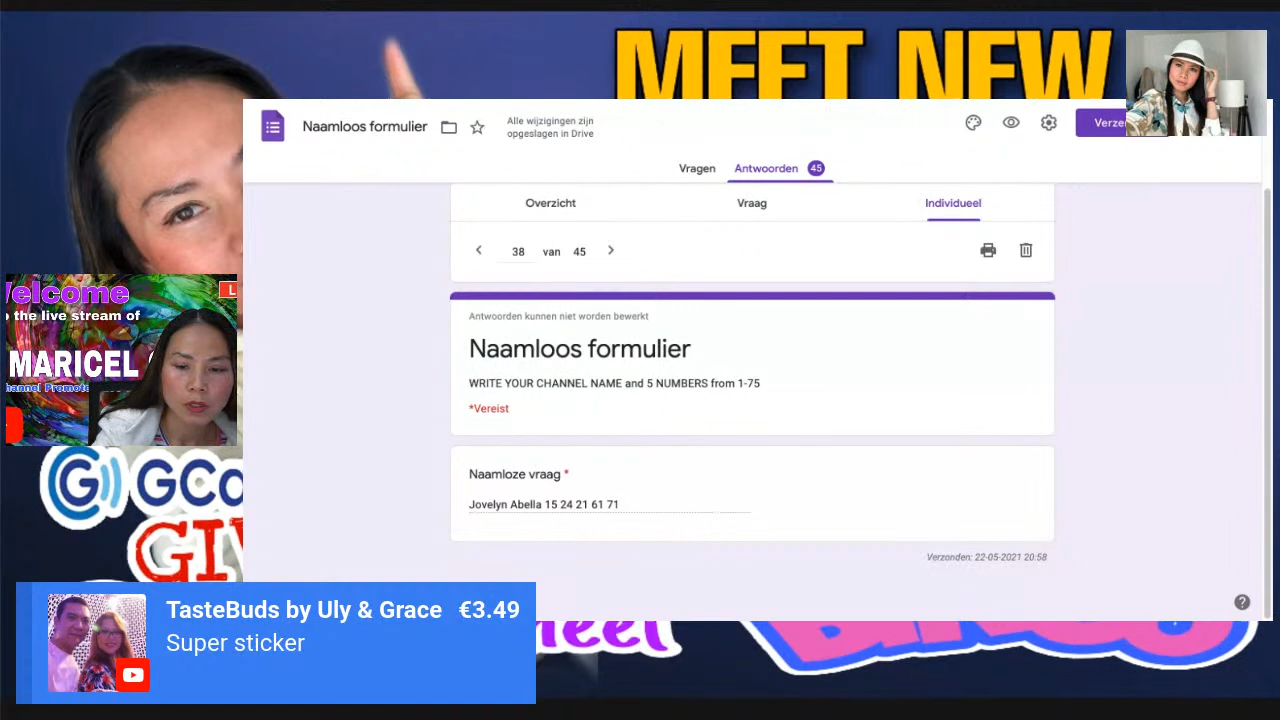 MEET NEW
Naamloos formulier
Alle wijzigingen zijn
opgeslagen in Drive
Vragen
Antwoorden 45
Overzicht
Vraag
Individueel
38 van 45
Antwoorden kunnen niet worden bewerkt
Naamloos formulier
WRITE YOUR CHANNEL NAME and 5 NUMBERS from 1-75
*Vereist
Naamloze vraag *
Jovelyn Abella 15 24 21 61 71
Verzonden: 22-05-2021 20:58
the live stream of
MARICEL
TasteBuds by Uly & Grace €3.49
Super sticker